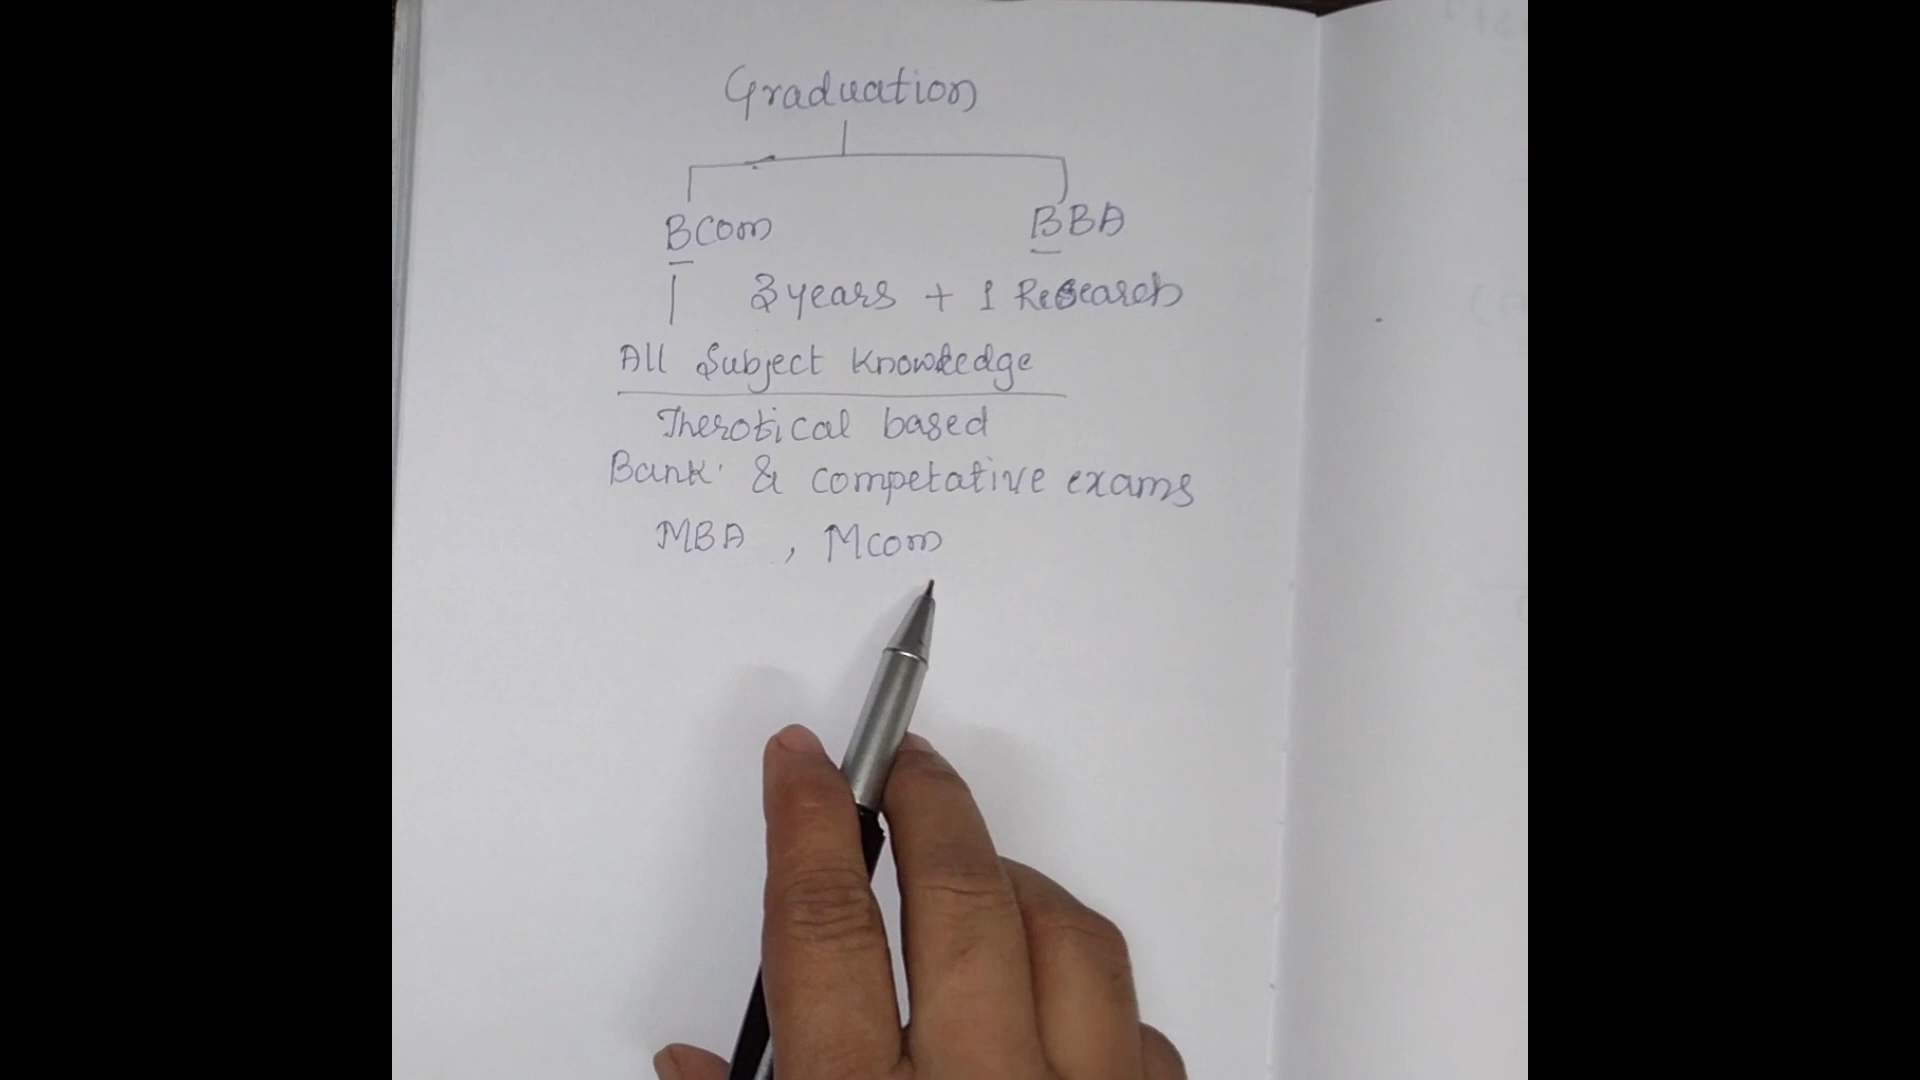 Graduation
BCom BBA
3 years + 1 Research
All Subject Knowledge
Therotical based
Bank & competative exams
MBA , Mcom